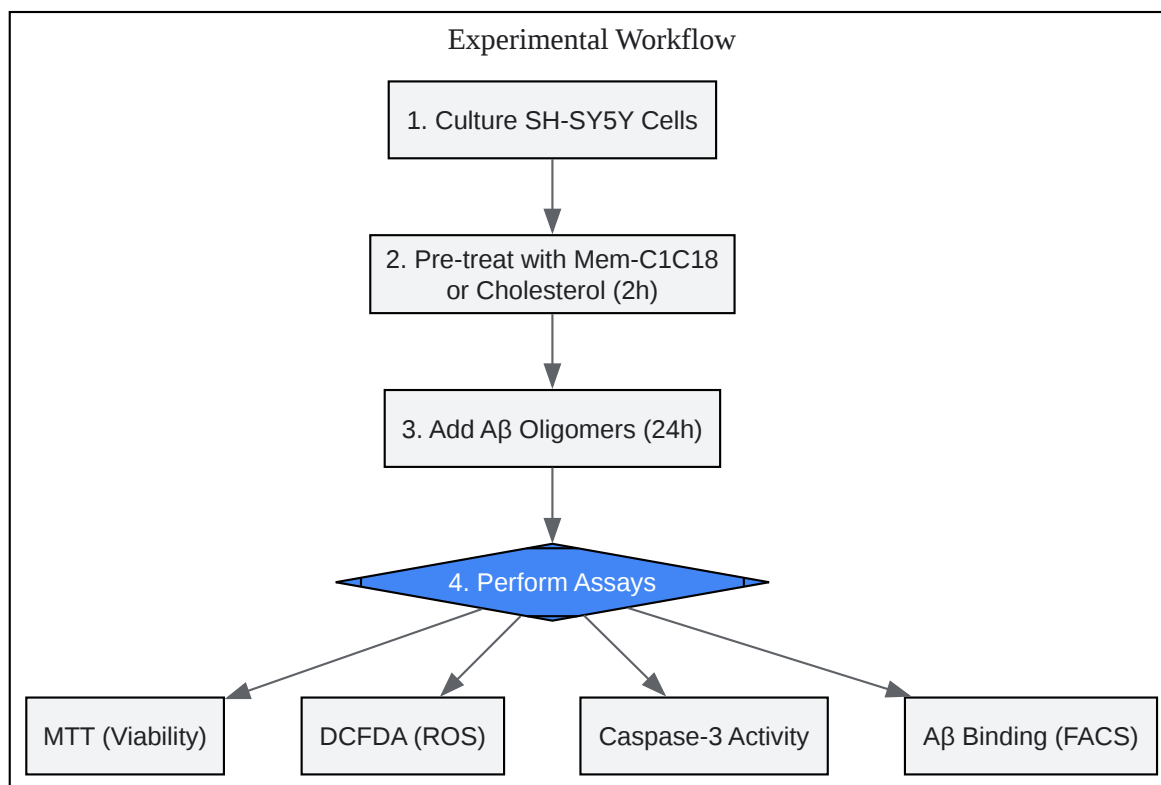 Experimental Workflow
1. Culture SH-SY5Y Cells
2. Pre-treat with Mem-C1C18
or Cholesterol (2h)
3. Add Aβ Oligomers (24h)
4. Perform Assays
MTT (Viability)
DCFDA (ROS)
Caspase-3 Activity
Aβ Binding (FACS)